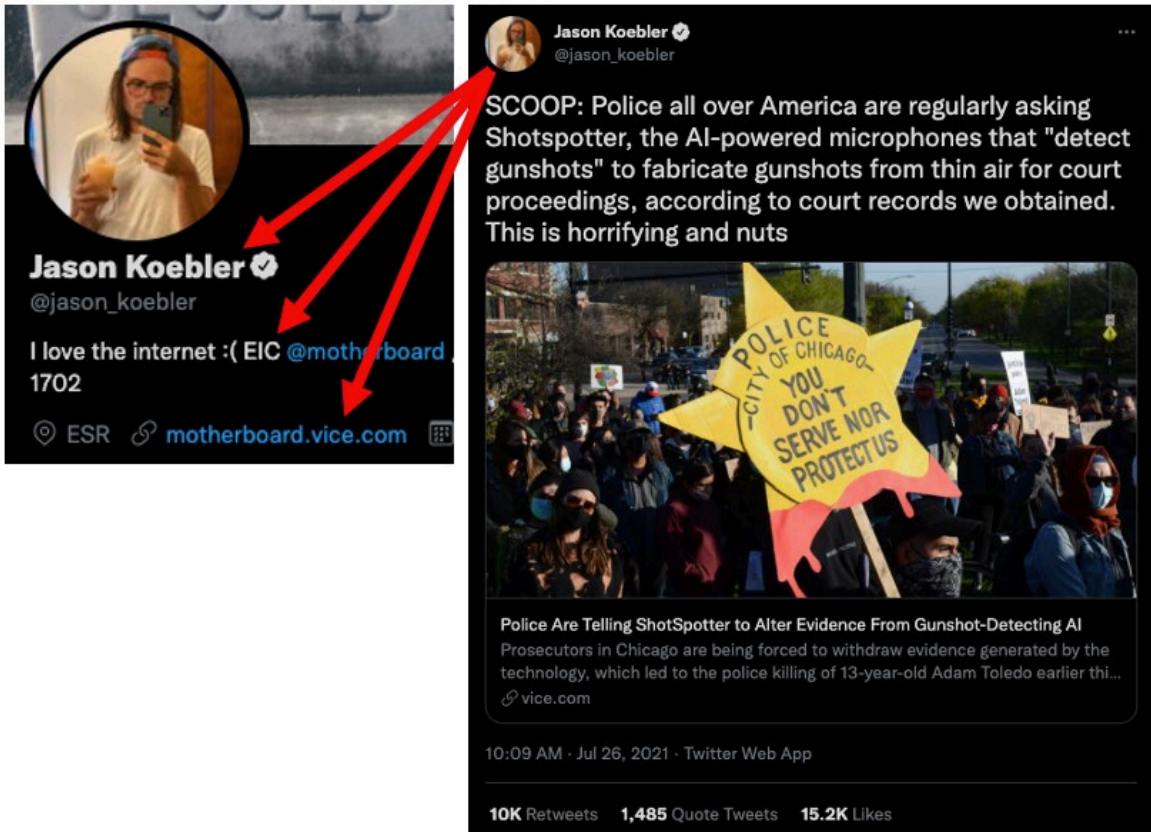 Jason Koebler
@jason_koebler
I love the internet :( EIC @motherboard
1702
ESR motherboard.vice.com
Jason Koebler
@jason_koebler
SCOOP: Police all over America are regularly asking
Shotspotter, the AI-powered microphones that "detect
gunshots" to fabricate gunshots from thin air for court
proceedings, according to court records we obtained.
This is horrifying and nuts
POLICE
-CITY OF CHICAGO-
YOU
DON'T
SERVE NOR
PROTECT US
Police Are Telling ShotSpotter to Alter Evidence From Gunshot-Detecting AI
Prosecutors in Chicago are being forced to withdraw evidence generated by the
technology, which led to the police killing of 13-year-old Adam Toledo earlier thi...
vice.com
10:09 AM · Jul 26, 2021 · Twitter Web App
10K Retweets 1,485 Quote Tweets 15.2K Likes